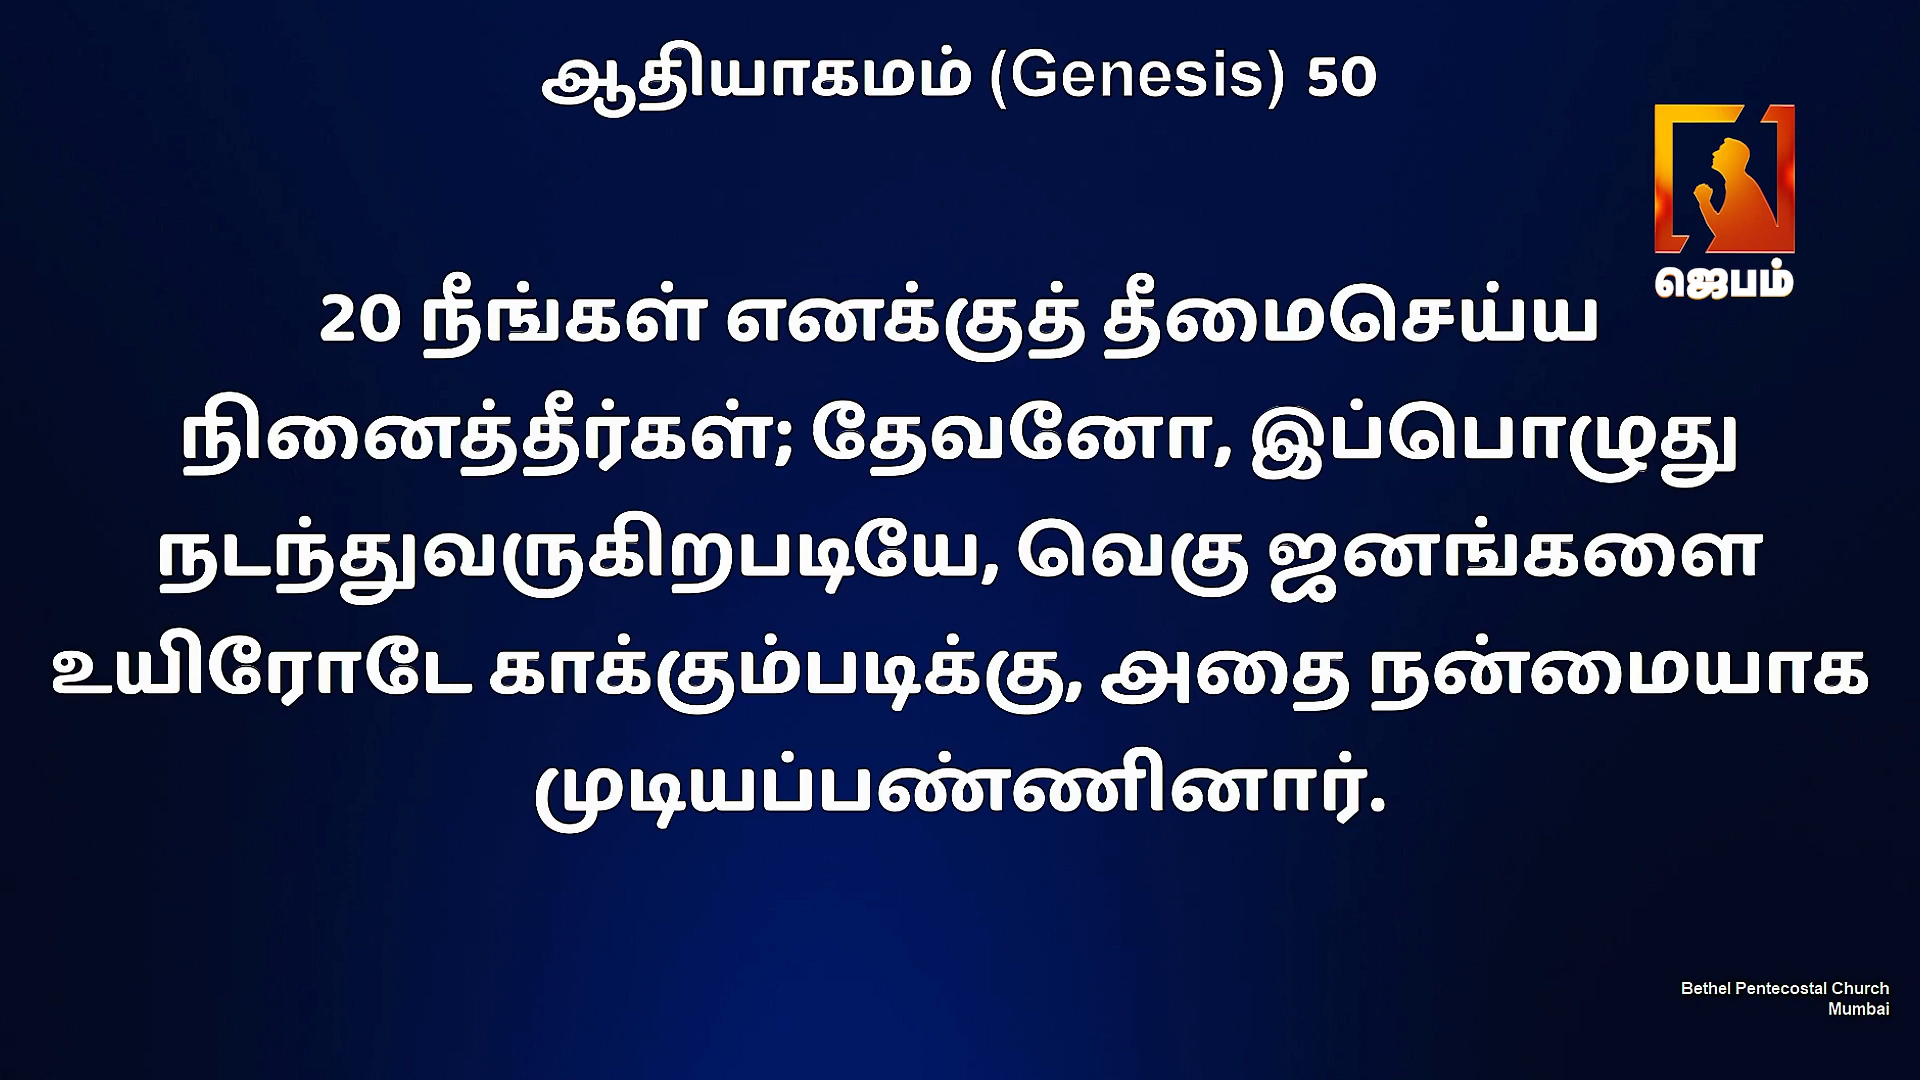 ஆதியாகமம் (Genesis) 50
ஜெபம்
20 நீங்கள் எனக்குத் தீமைசெய்ய
நினைத்தீர்கள்; தேவனோ, இப்பொழுது
நடந்துவருகிறபடியே, வெகு ஜனங்களை
உயிரோடே காக்கும்படிக்கு, அதை நன்மையாக
முடியப்பண்ணினார்.
Bethel Pentecostal Church
Mumbai